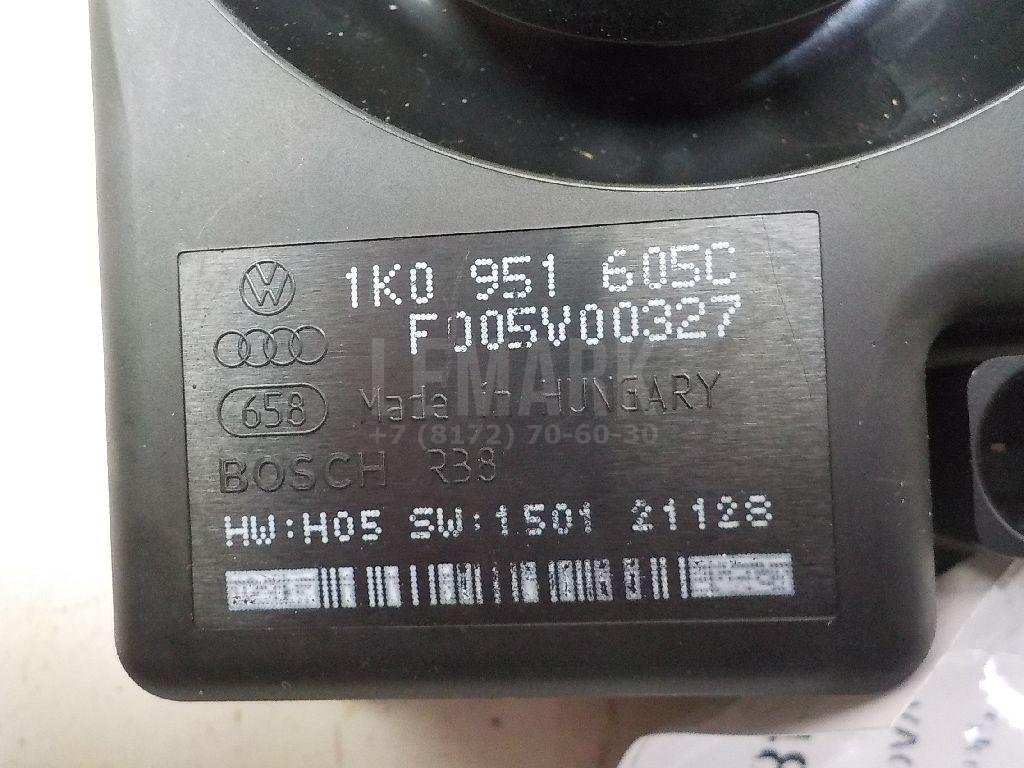 1K0 951 605C
F005V00327
658 Made in HUNGARY
BOSCH R38
HW:H05 SW:1501 21128
LEMARK
+7 (8172) 70-60-30